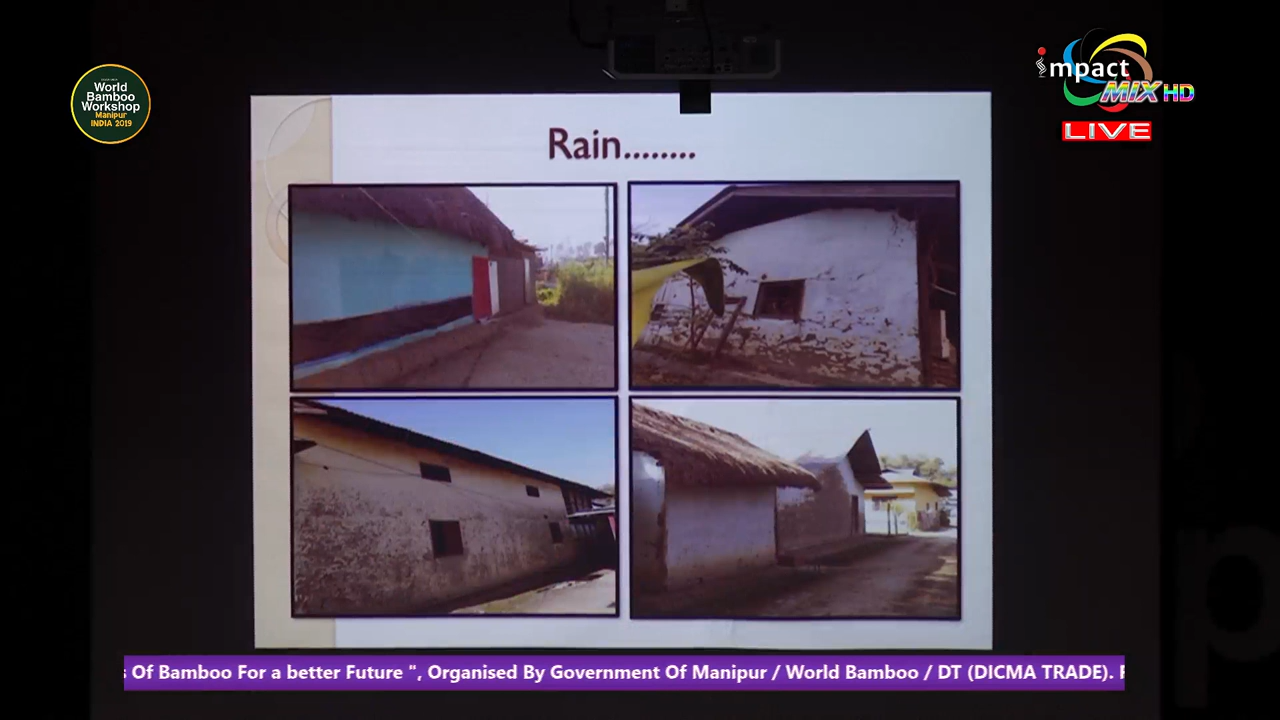 World
Bamboo
Workshop
Manipur
INDIA 2019
impact
MIX HD
LIVE
Rain........
s Of Bamboo For a better Future ", Organised By Government Of Manipur / World Bamboo / DT (DICMA TRADE).